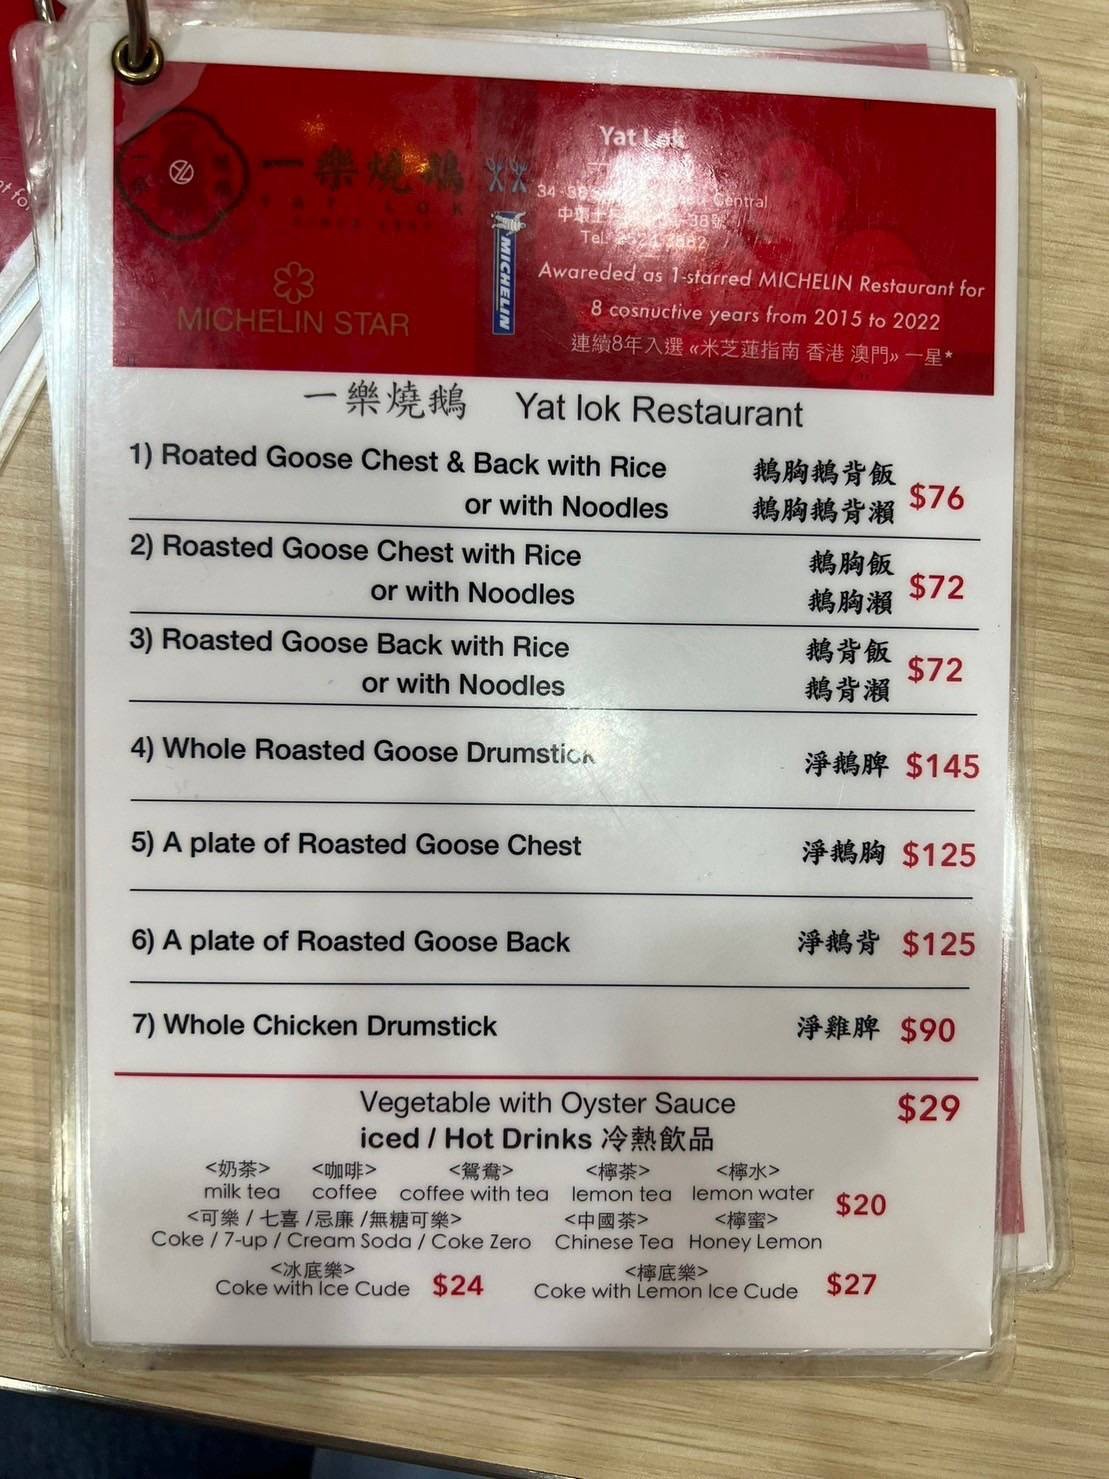 一樂燒鵝
YAT LOK
MICHELIN STAR
MICHELIN
Yat Lok
Central
Awareded as 1-starred MICHELIN Restaurant for
8 cosnuctive years from 2015 to 2022
連續8年入選 «米芝蓮指南 香港 澳門» 一星*
一樂燒鵝 Yat lok Restaurant
1) Roated Goose Chest & Back with Rice 鵝胸鵝背飯
or with Noodles 鵝胸鵝背瀨 $76
2) Roasted Goose Chest with Rice 鵝胸飯
or with Noodles 鵝胸瀨 $72
3) Roasted Goose Back with Rice 鵝背飯
or with Noodles 鵝背瀨 $72
4) Whole Roasted Goose Drumstick 淨鵝脾 $145
5) A plate of Roasted Goose Chest 淨鵝胸 $125
6) A plate of Roasted Goose Back 淨鵝背 $125
7) Whole Chicken Drumstick 淨雞脾 $90
Vegetable with Oyster Sauce $29
iced / Hot Drinks 冷熱飲品
<奶茶> <咖啡> <鴛鴦> <檸茶> <檸水>
milk tea coffee coffee with tea lemon tea lemon water $20
<可樂 / 七喜 /忌廉 /無糖可樂> <中國茶> <檸蜜>
Coke / 7-up / Cream Soda / Coke Zero Chinese Tea Honey Lemon
<冰底樂> <檸底樂>
Coke with Ice Cude $24 Coke with Lemon Ice Cude $27